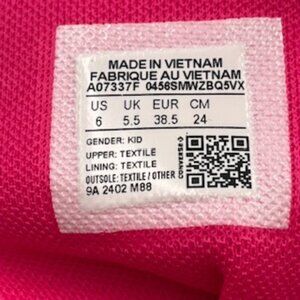 MADE IN VIETNAM
FABRIQUE AU VIETNAM
A07337F 0456SMWZBQ5VX
US UK EUR CM
6 5.5 38.5 24
GENDER: KID
UPPER: TEXTILE
LINING: TEXTILE
OUTSOLE: TEXTILE / OTHER
9A 2402 M88